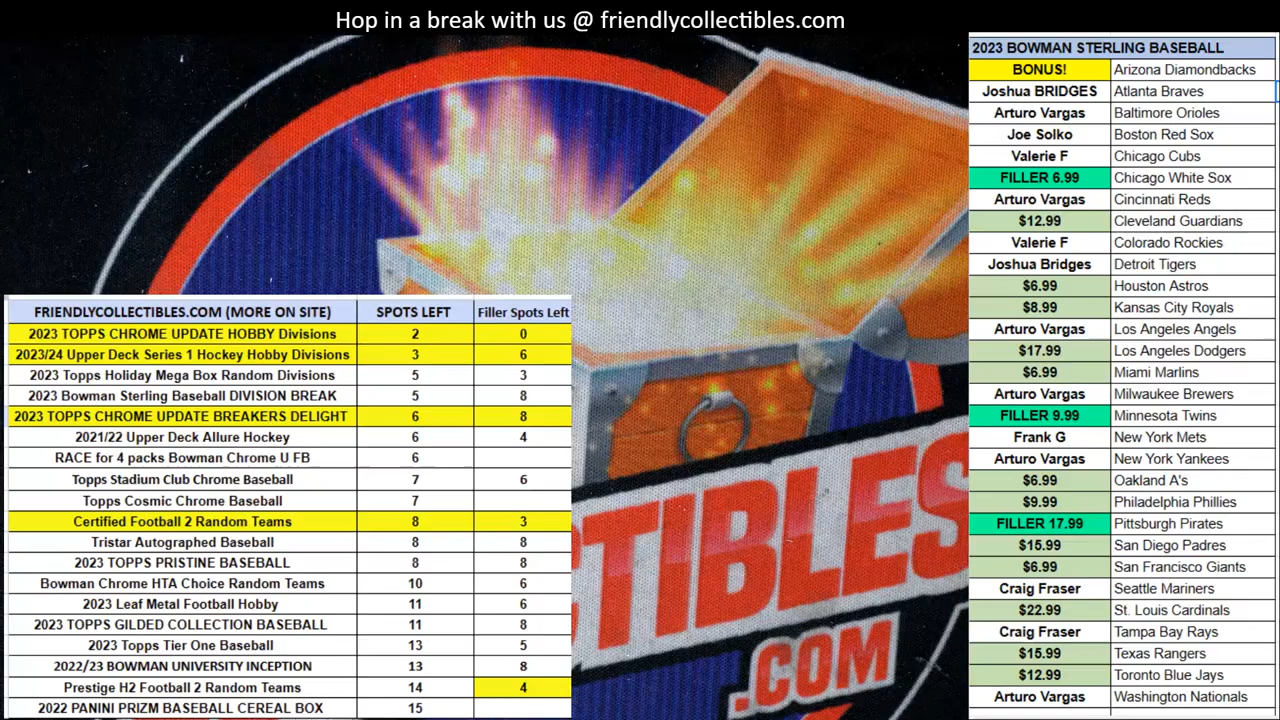 Hop in a break with us @ friendlycollectibles.com
2023 BOWMAN STERLING BASEBALL
BONUS! Arizona Diamondbacks
Joshua BRIDGES Atlanta Braves
Arturo Vargas Baltimore Orioles
Joe Solko Boston Red Sox
Valerie F Chicago Cubs
FILLER 6.99 Chicago White Sox
Arturo Vargas Cincinnati Reds
$12.99 Cleveland Guardians
Valerie F Colorado Rockies
Joshua Bridges Detroit Tigers
$6.99 Houston Astros
$8.99 Kansas City Royals
Arturo Vargas Los Angeles Angels
$17.99 Los Angeles Dodgers
$6.99 Miami Marlins
Arturo Vargas Milwaukee Brewers
FILLER 9.99 Minnesota Twins
Frank G New York Mets
Arturo Vargas New York Yankees
$6.99 Oakland A's
$9.99 Philadelphia Phillies
FILLER 17.99 Pittsburgh Pirates
$15.99 San Diego Padres
$6.99 San Francisco Giants
Craig Fraser Seattle Mariners
$22.99 St. Louis Cardinals
Craig Fraser Tampa Bay Rays
$15.99 Texas Rangers
$12.99 Toronto Blue Jays
Arturo Vargas Washington Nationals
FRIENDLYCOLLECTIBLES.COM (MORE ON SITE) SPOTS LEFT Filler Spots Left
2023 TOPPS CHROME UPDATE HOBBY Divisions 2 0
2023/24 Upper Deck Series 1 Hockey Hobby Divisions 3 6
2023 Topps Holiday Mega Box Random Divisions 5 3
2023 Bowman Sterling Baseball DIVISION BREAK 5 8
2023 TOPPS CHROME UPDATE BREAKERS DELIGHT 6 8
2021/22 Upper Deck Allure Hockey 6 4
RACE for 4 packs Bowman Chrome U FB 6
Topps Stadium Club Chrome Baseball 7 6
Topps Cosmic Chrome Baseball 7
Certified Football 2 Random Teams 8 3
Tristar Autographed Baseball 8 8
2023 TOPPS PRISTINE BASEBALL 8 8
Bowman Chrome HTA Choice Random Teams 10 6
2023 Leaf Metal Football Hobby 11 6
2023 TOPPS GILDED COLLECTION BASEBALL 11 8
2023 Topps Tier One Baseball 13 5
2022/23 BOWMAN UNIVERSITY INCEPTION 13 8
Prestige H2 Football 2 Random Teams 14 4
2022 PANINI PRIZM BASEBALL CEREAL BOX 15
CTIBLES
.COM